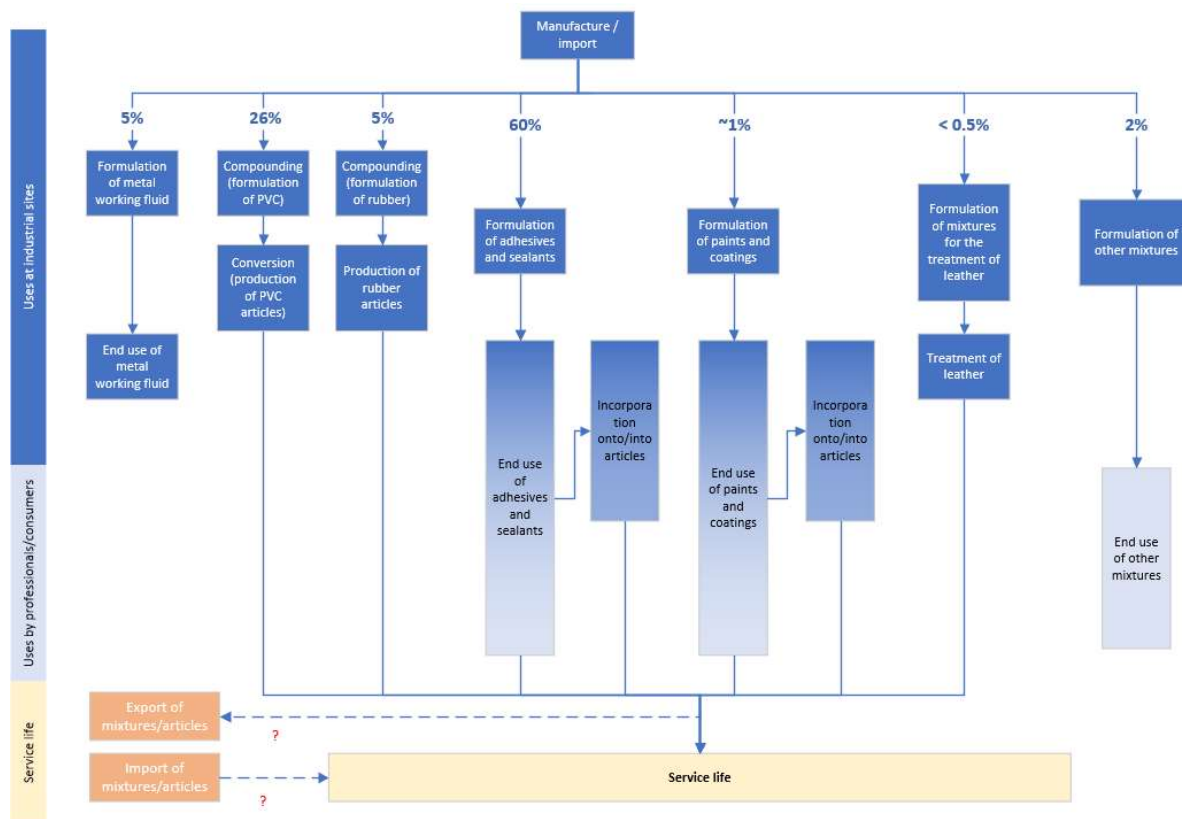 Manufacture /
import
5%
26%
5%
60%
~1%
< 0.5%
2%
Uses at industrial sites
Formulation
of metal
working fluid
Compounding
(formulation
of PVC)
Compounding
(formulation
of rubber)
Formulation
of adhesives
and sealants
Formulation
of paints and
coatings
Formulation
of mixtures
for the
treatment of
leather
Formulation of
other mixtures
Conversion
(production
of PVC
articles)
Production of
rubber
articles
End use of
metal
working fluid
Treatment of
leather
End use
of
adhesives
and
sealants
Incorpora
tion
onto/into
articles
End use
of paints
and
coatings
Incorpora
tion
onto/into
articles
End use
of other
mixtures
Uses by professionals/consumers
Service life
Export of
mixtures/articles
?
Import of
mixtures/articles
?
Service life